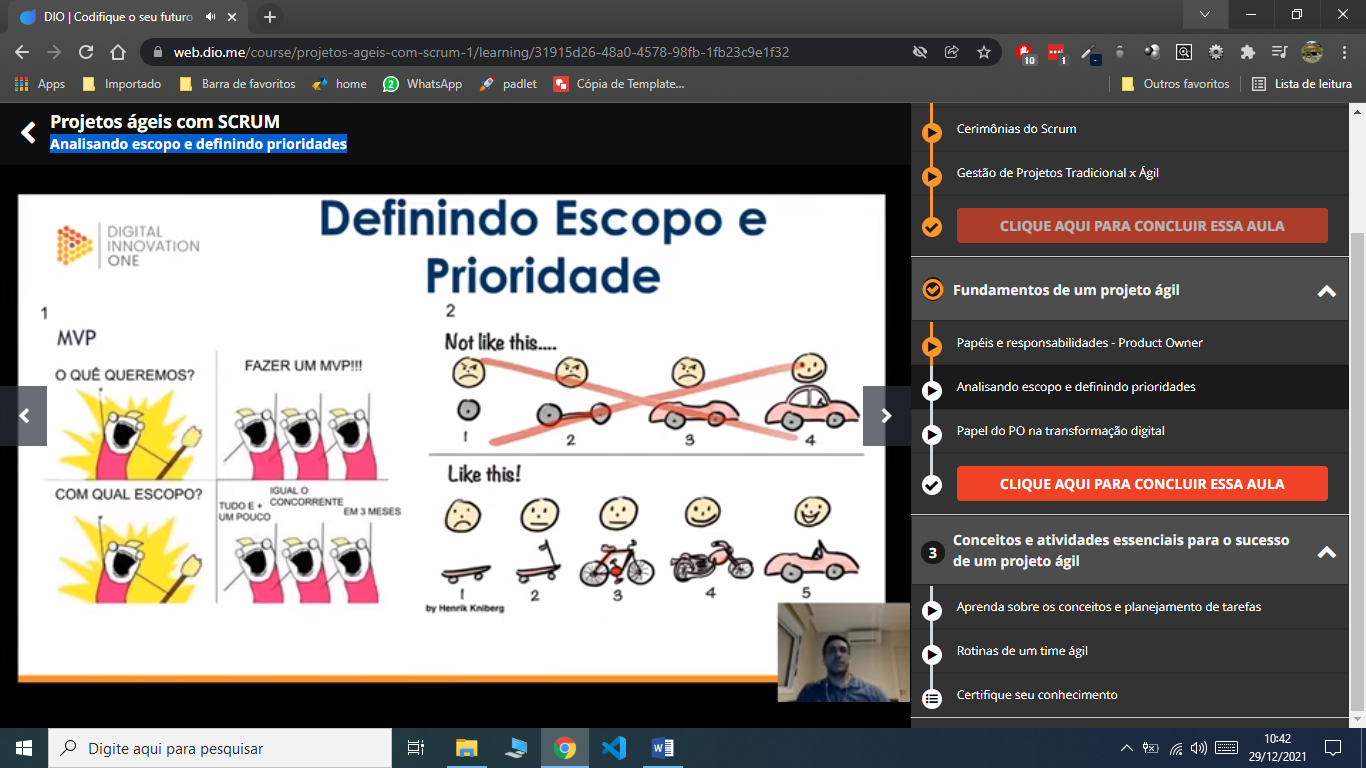 DIO | Codifique o seu futuro
web.dio.me/course/projetos-ageis-com-scrum-1/learning/31915d26-48a0-4578-98fb-1fb23c9e1f32
10
1
Apps
Importado
Barra de favoritos
home
2
WhatsApp
padlet
Cópia de Template...
Outros favoritos
Lista de leitura
Projetos ágeis com SCRUM
Analisando escopo e definindo prioridades
DIGITAL
INNOVATION
ONE
Definindo Escopo e
Prioridade
1
MVP
O QUÊ QUEREMOS?
FAZER UM MVP!!!
COM QUAL ESCOPO?
TUDO E +
UM POUCO
IGUAL O
CONCORRENTE
EM 3 MESES
2
Not like this....
1
2
3
4
Like this!
1
2
3
4
5
by Henrik Kniberg
Cerimônias do Scrum
Gestão de Projetos Tradicional x Ágil
CLIQUE AQUI PARA CONCLUIR ESSA AULA
Fundamentos de um projeto ágil
Papéis e responsabilidades - Product Owner
Analisando escopo e definindo prioridades
Papel do PO na transformação digital
CLIQUE AQUI PARA CONCLUIR ESSA AULA
3
Conceitos e atividades essenciais para o sucesso
de um projeto ágil
Aprenda sobre os conceitos e planejamento de tarefas
Rotinas de um time ágil
Certifique seu conhecimento
Digite aqui para pesquisar
10:42
29/12/2021